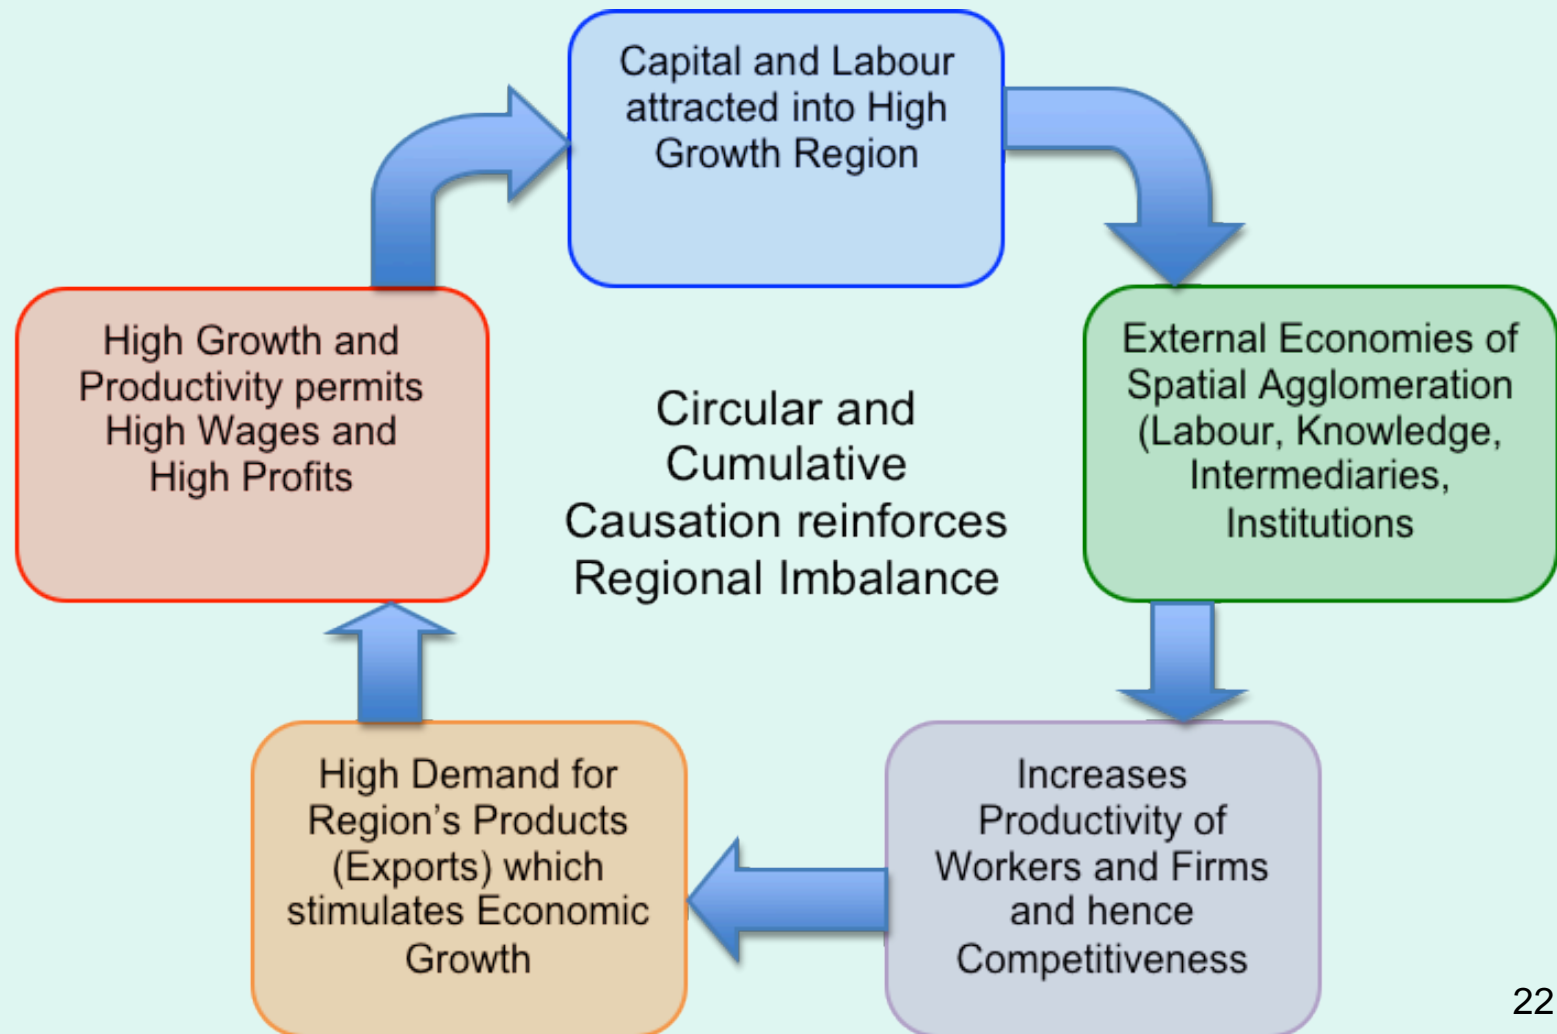 Capital and Labour
attracted into High
Growth Region
External Economies of
Spatial Agglomeration
(Labour, Knowledge,
Intermediaries,
Institutions
Increases
Productivity of
Workers and Firms
and hence
Competitiveness
High Demand for
Region’s Products
(Exports) which
stimulates Economic
Growth
High Growth and
Productivity permits
High Wages and
High Profits
Circular and
Cumulative
Causation reinforces
Regional Imbalance
22